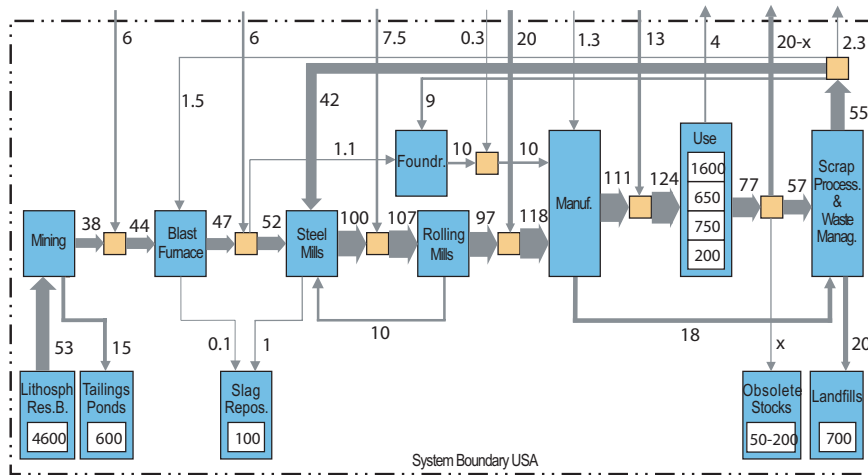 6
6
7.5
0.3
20
1.3
13
4
20-x
2.3
1.5
42
9
55
1.1
Foundr.
10
10
Use
1600
650
750
200
Scrap
Process.
&
Waste
Manag.
Manuf.
111
124
77
57
Mining
38
44
Blast
Furnace
47
52
Steel
Mills
100
107
Rolling
Mills
97
118
10
18
53
15
0.1
1
x
20
Lithosph
Res.B.
4600
Tailings
Ponds
600
Slag
Repos.
100
Obsolete
Stocks
50-200
Landfills
700
System Boundary USA